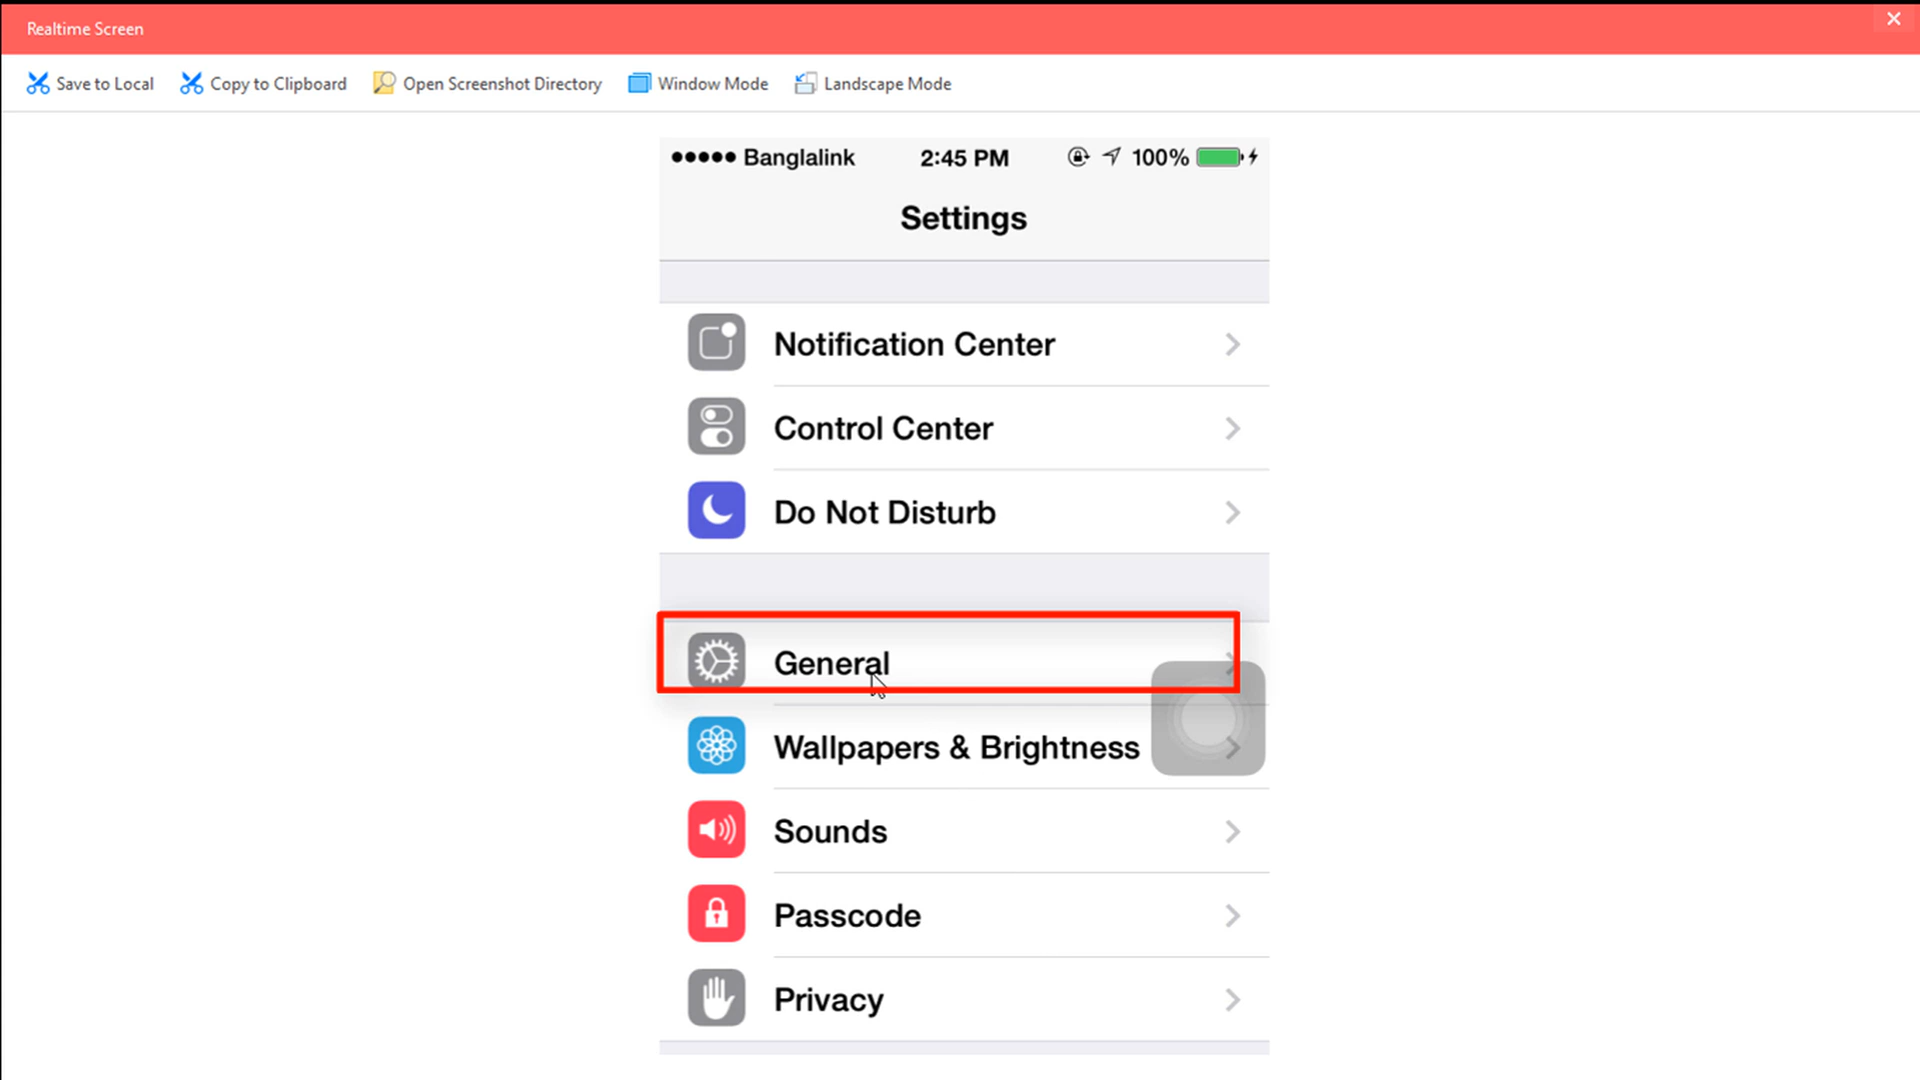 Realtime Screen
Save to Local Copy to Clipboard Open Screenshot Directory Window Mode Landscape Mode
Banglalink 2:45 PM 100%
Settings
Notification Center
Control Center
Do Not Disturb
General
Wallpapers & Brightness
Sounds
Passcode
Privacy